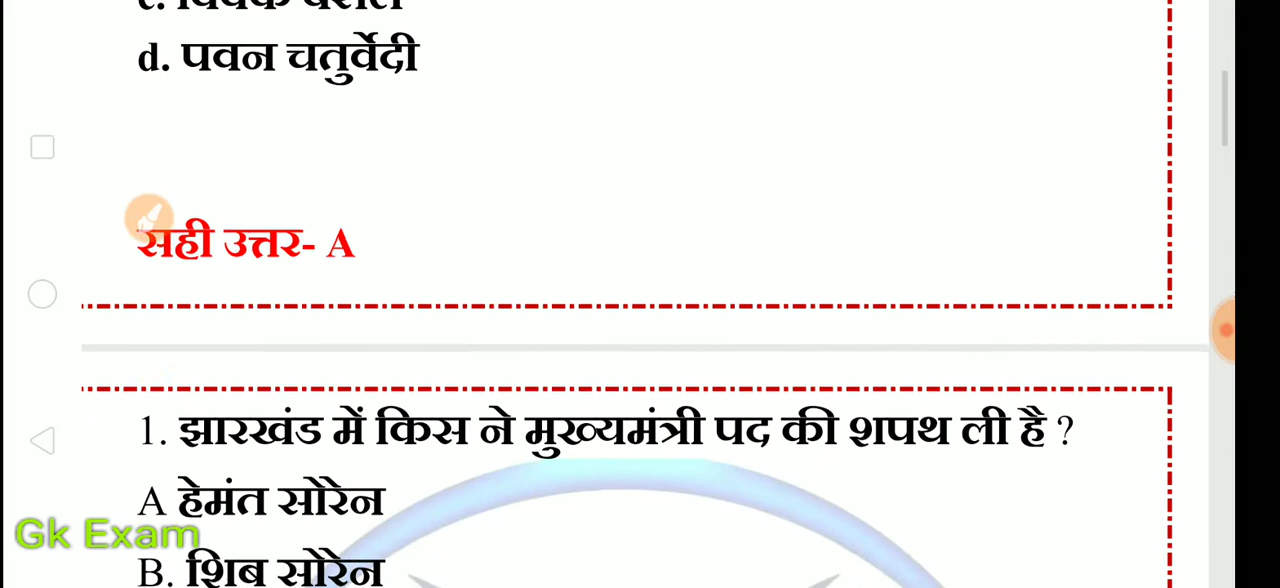 d. पवन चतुर्वेदी
सही उत्तर- A
1. झारखंड में किस ने मुख्यमंत्री पद की शपथ ली है ?
A हेमंत सोरेन
Gk Exam
B. शिब सोरेन